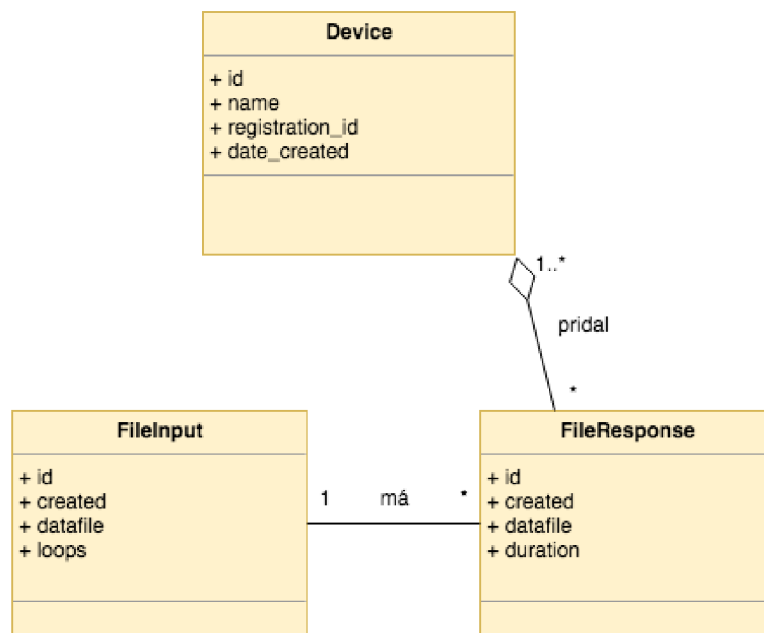 Device
+ id
+ name
+ registration_id
+ date_created
1..*
pridal
*
FileInput
+ id
+ created
+ datafile
+ loops
1 má *
FileResponse
+ id
+ created
+ datafile
+ duration